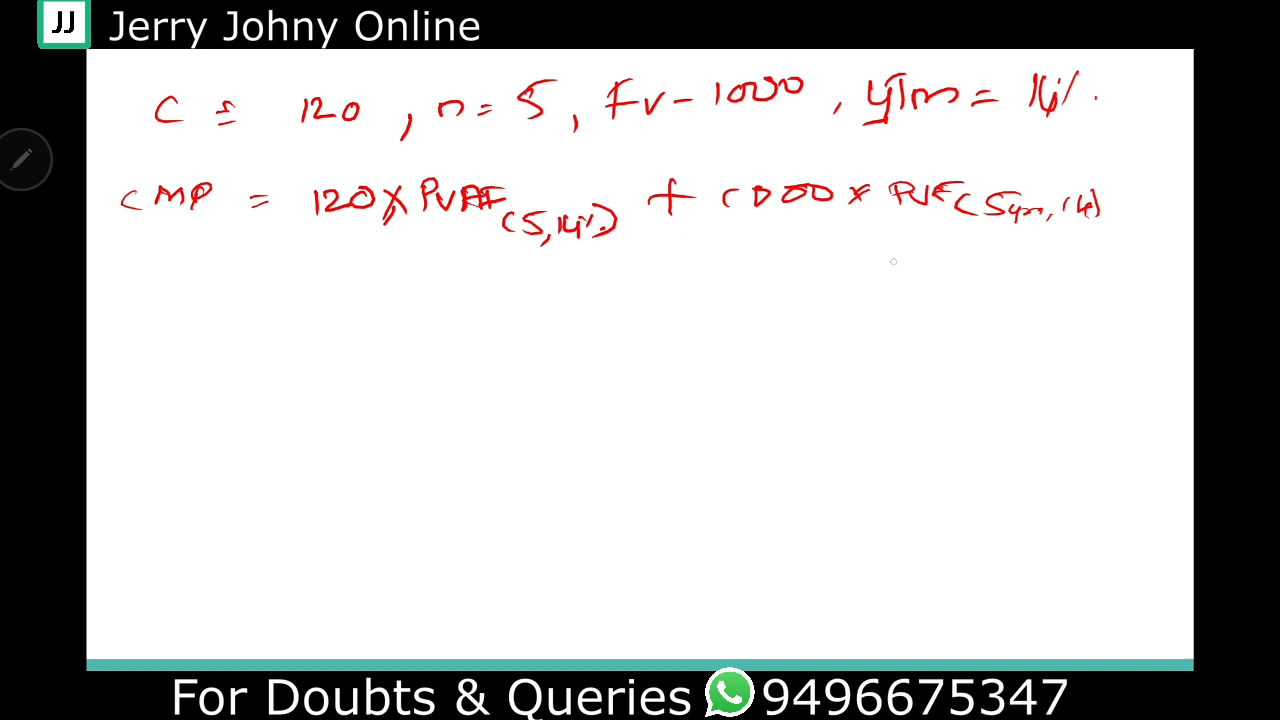 JJ Jerry Johny Online
C = 120, n = 5, FV - 1000, YTM = 14%.
CMP = 120 x PVAF (5, 14%) + 1000 x PVF (5yrs, 14)
For Doubts & Queries 9496675347